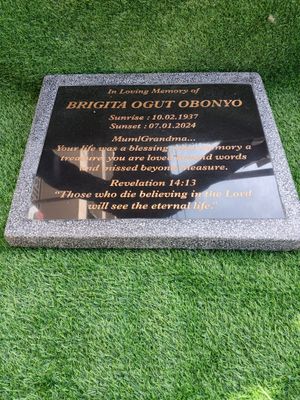 In Loving Memory of
BRIGITA OGUT OBONYO
Sunrise : 10.02.1937
Sunset : 07.01.2024
Mum|Grandma...
Your life was a blessing, your memory a
treasure, you are loved beyond words
and missed beyond measure.
Revelation 14:13
"Those who die believing in the Lord
will see the eternal life."